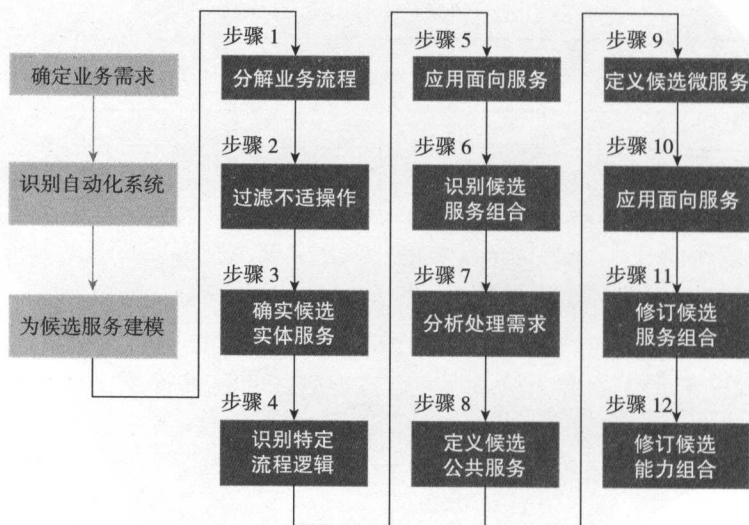 确定业务需求
识别自动化系统
为候选服务建模
步骤 1
分解业务流程
步骤 2
过滤不适操作
步骤 3
确实候选
实体服务
步骤 4
识别特定
流程逻辑
步骤 5
应用面向服务
步骤 6
识别候选
服务组合
步骤 7
分析处理需求
步骤 8
定义候选
公共服务
步骤 9
定义候选微服务
步骤 10
应用面向服务
步骤 11
修订候选
服务组合
步骤 12
修订候选
能力组合